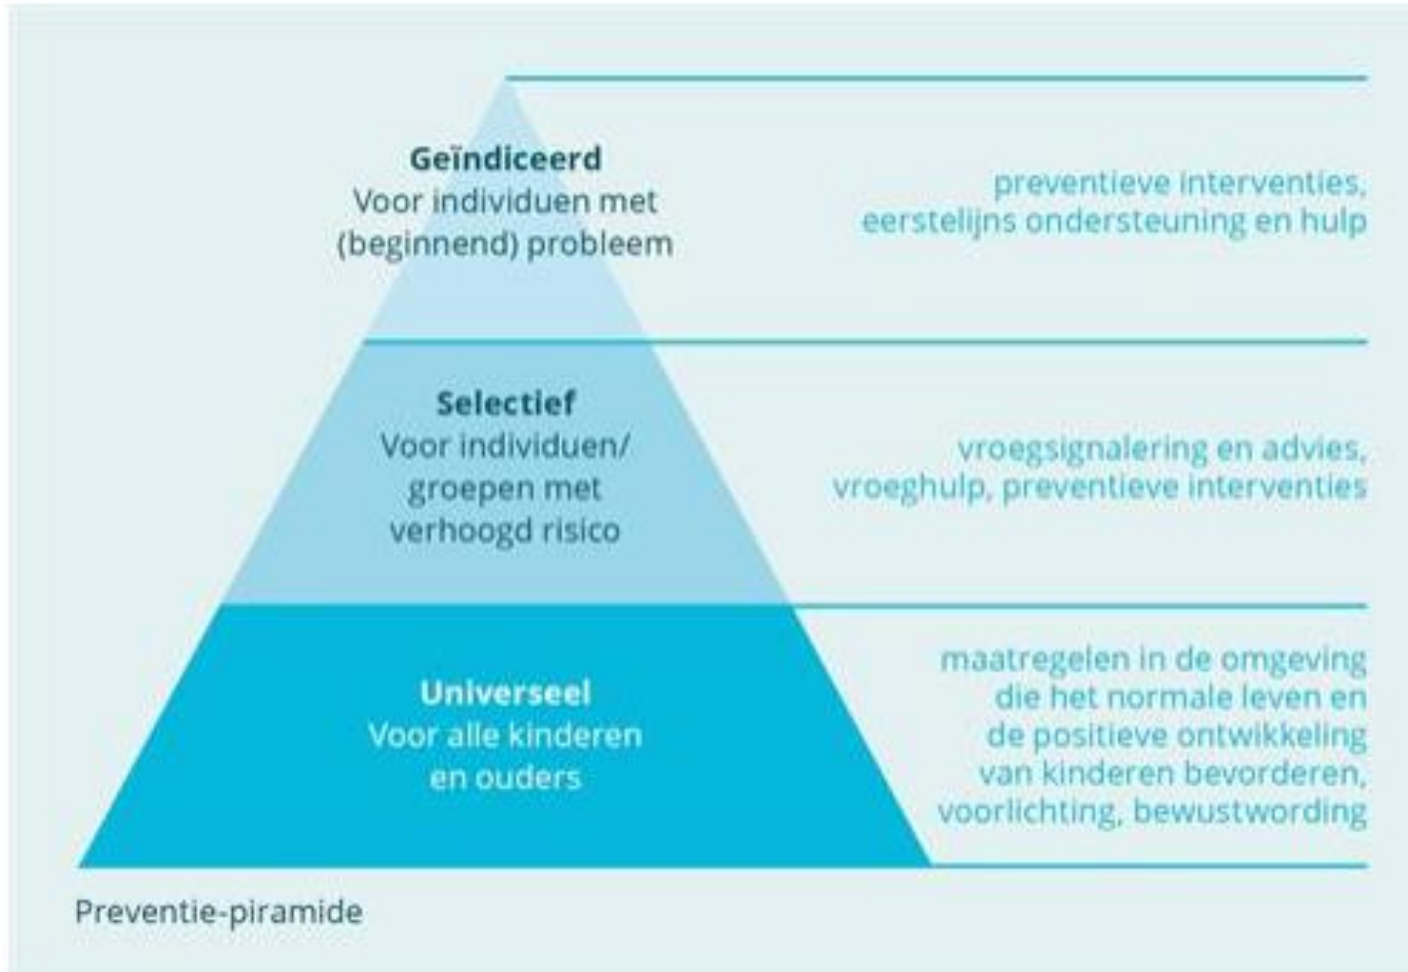 Geïndiceerd
Voor individuen met
(beginnend) probleem
preventieve interventies,
eerstelijns ondersteuning en hulp
Selectief
Voor individuen/
groepen met
verhoogd risico
vroegsignalering en advies,
vroeghulp, preventieve interventies
Universeel
Voor alle kinderen
en ouders
maatregelen in de omgeving
die het normale leven en
de positieve ontwikkeling
van kinderen bevorderen,
voorlichting, bewustwording
Preventie-piramide